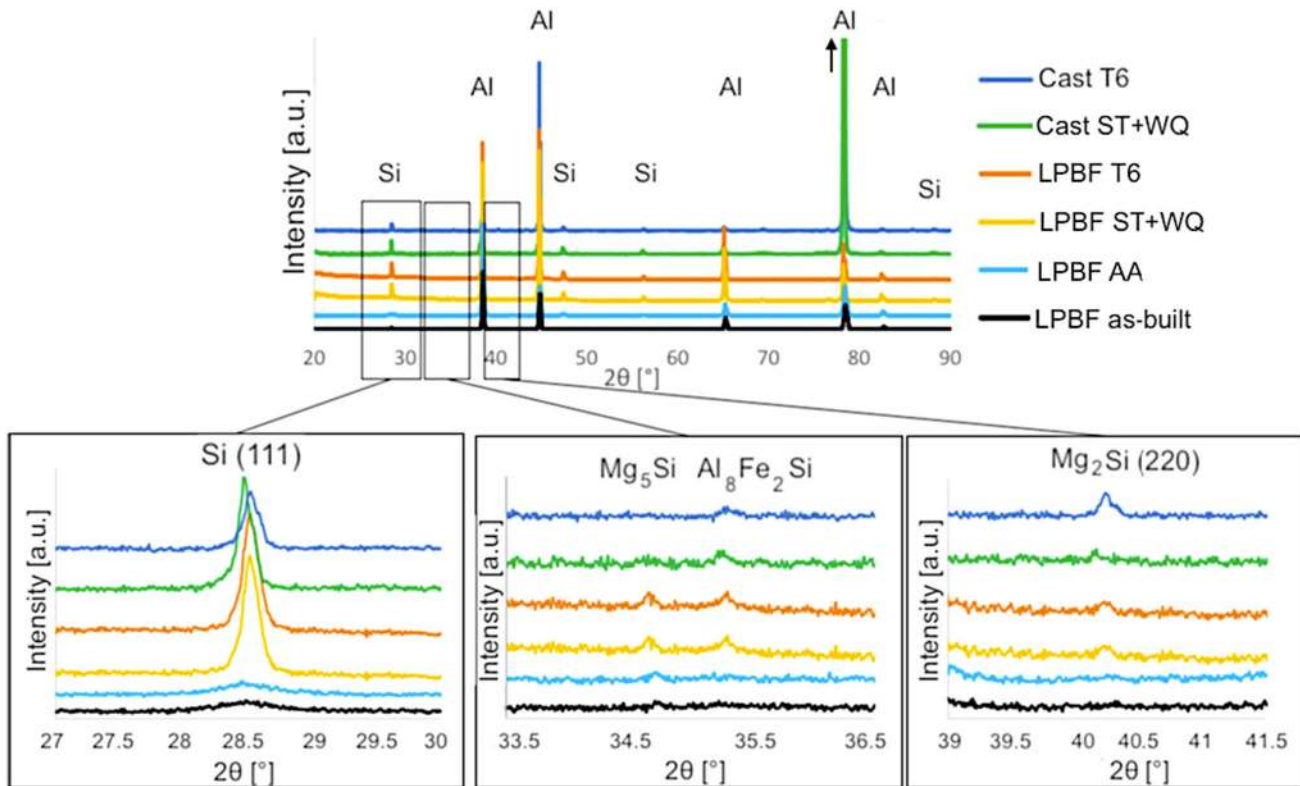 Al
Al
Al
Al
Al
Si
Si
Si
Si
Intensity [a.u.]
20 30 40 50 60 70 80 90
2θ [°]
Cast T6
Cast ST+WQ
LPBF T6
LPBF ST+WQ
LPBF AA
LPBF as-built
Si (111)
Intensity [a.u.]
27 27.5 28 28.5 29 29.5 30
2θ [°]
Mg₅Si Al₈Fe₂Si
Intensity [a.u.]
33.5 34.5 35.5 36.5
2θ [°]
Mg₂Si (220)
Intensity [a.u.]
39 39.5 40 40.5 41 41.5
2θ [°]